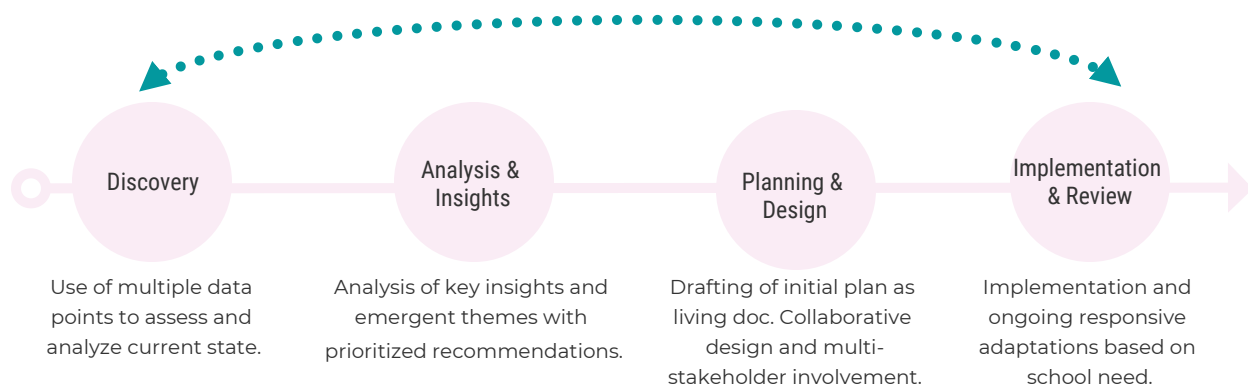 Discovery
Analysis &
Insights
Planning &
Design
Implementation
& Review
Use of multiple data
points to assess and
analyze current state.
Analysis of key insights and
emergent themes with
prioritized recommendations.
Drafting of initial plan as
living doc. Collaborative
design and multi-
stakeholder involvement.
Implementation and
ongoing responsive
adaptations based on
school need.